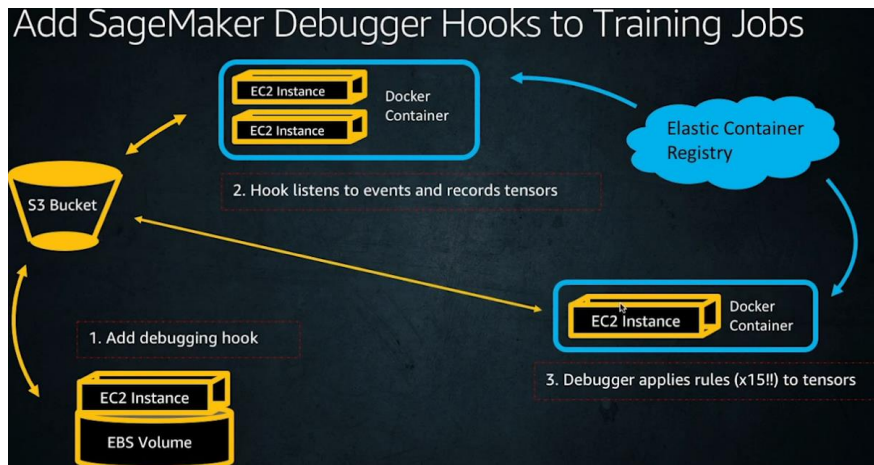 Add SageMaker Debugger Hooks to Training Jobs
EC2 Instance
EC2 Instance
Docker
Container
Elastic Container
Registry
2. Hook listens to events and records tensors
S3 Bucket
1. Add debugging hook
EC2 Instance
EBS Volume
EC2 Instance
Docker
Container
3. Debugger applies rules (x15!!) to tensors